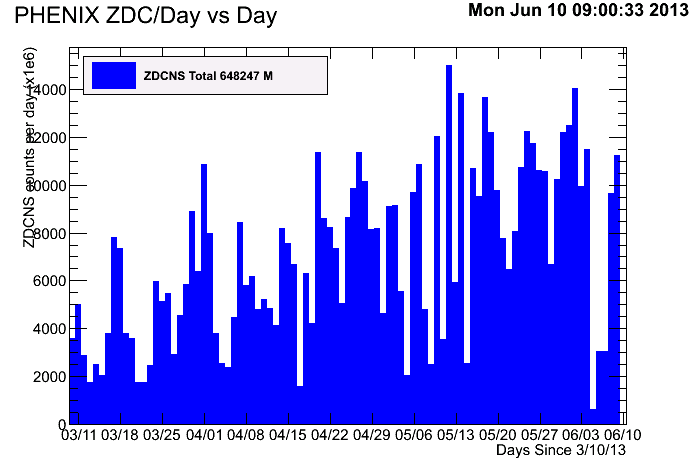 PHENIX ZDC/Day vs Day
Mon Jun 10 09:00:33 2013
ZDCNS Total 648247 M
ZDCNS counts per day (x1e6)
14000
12000
10000
8000
6000
4000
2000
0
03/11 03/18 03/25 04/01 04/08 04/15 04/22 04/29 05/06 05/13 05/20 05/27 06/03 06/10
Days Since 3/10/13